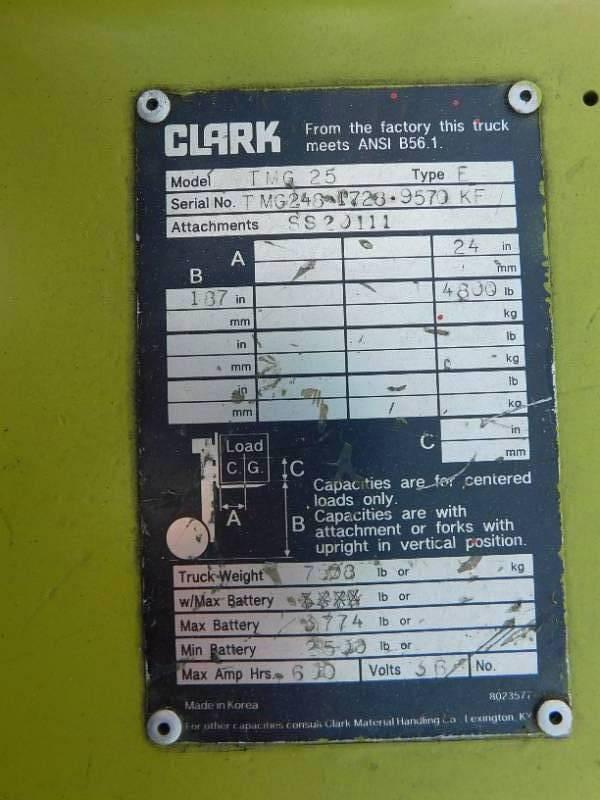 CLARK From the factory this truck
meets ANSI B56.1.
Model TMG 25 Type E
Serial No. KF
Attachments SS20111
A 24 in
mm
B
187 in 4800 lb
mm kg
in lb
mm kg
in lb
mm kg
C in
mm
Load
C. G.
C
A
B
Capacities are for centered
loads only.
Capacities are with
attachment or forks with
upright in vertical position.
Truck Weight lb or kg
w/Max Battery lb or
Max Battery 3774 lb or
Min Battery lb or
Max Amp Hrs. Volts 36 No.
Made in Korea 8023577
For other capacities consult Clark Material Handling Co. Lexington, KY